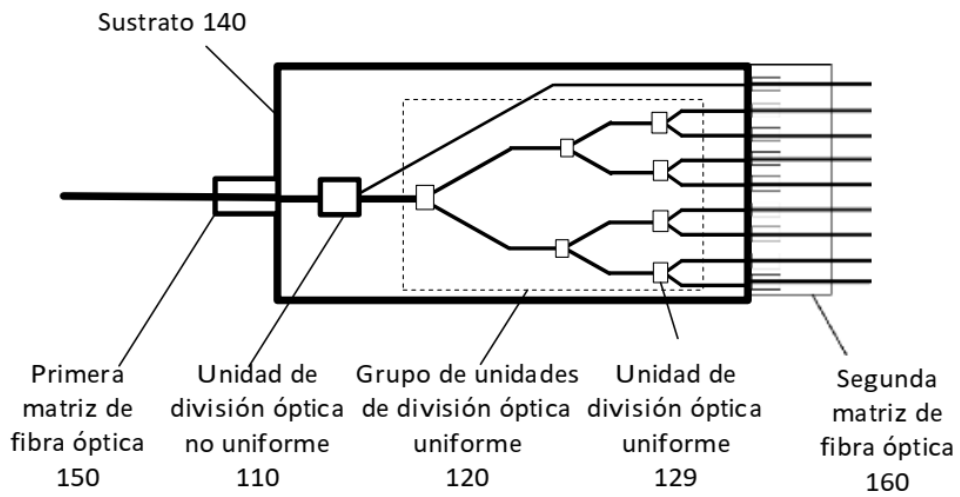 Sustrato 140
Primera
matriz de
fibra óptica
150
Unidad de
división óptica
no uniforme
110
Grupo de unidades
de división óptica
uniforme
120
Unidad de
división óptica
uniforme
129
Segunda
matriz de
fibra óptica
160